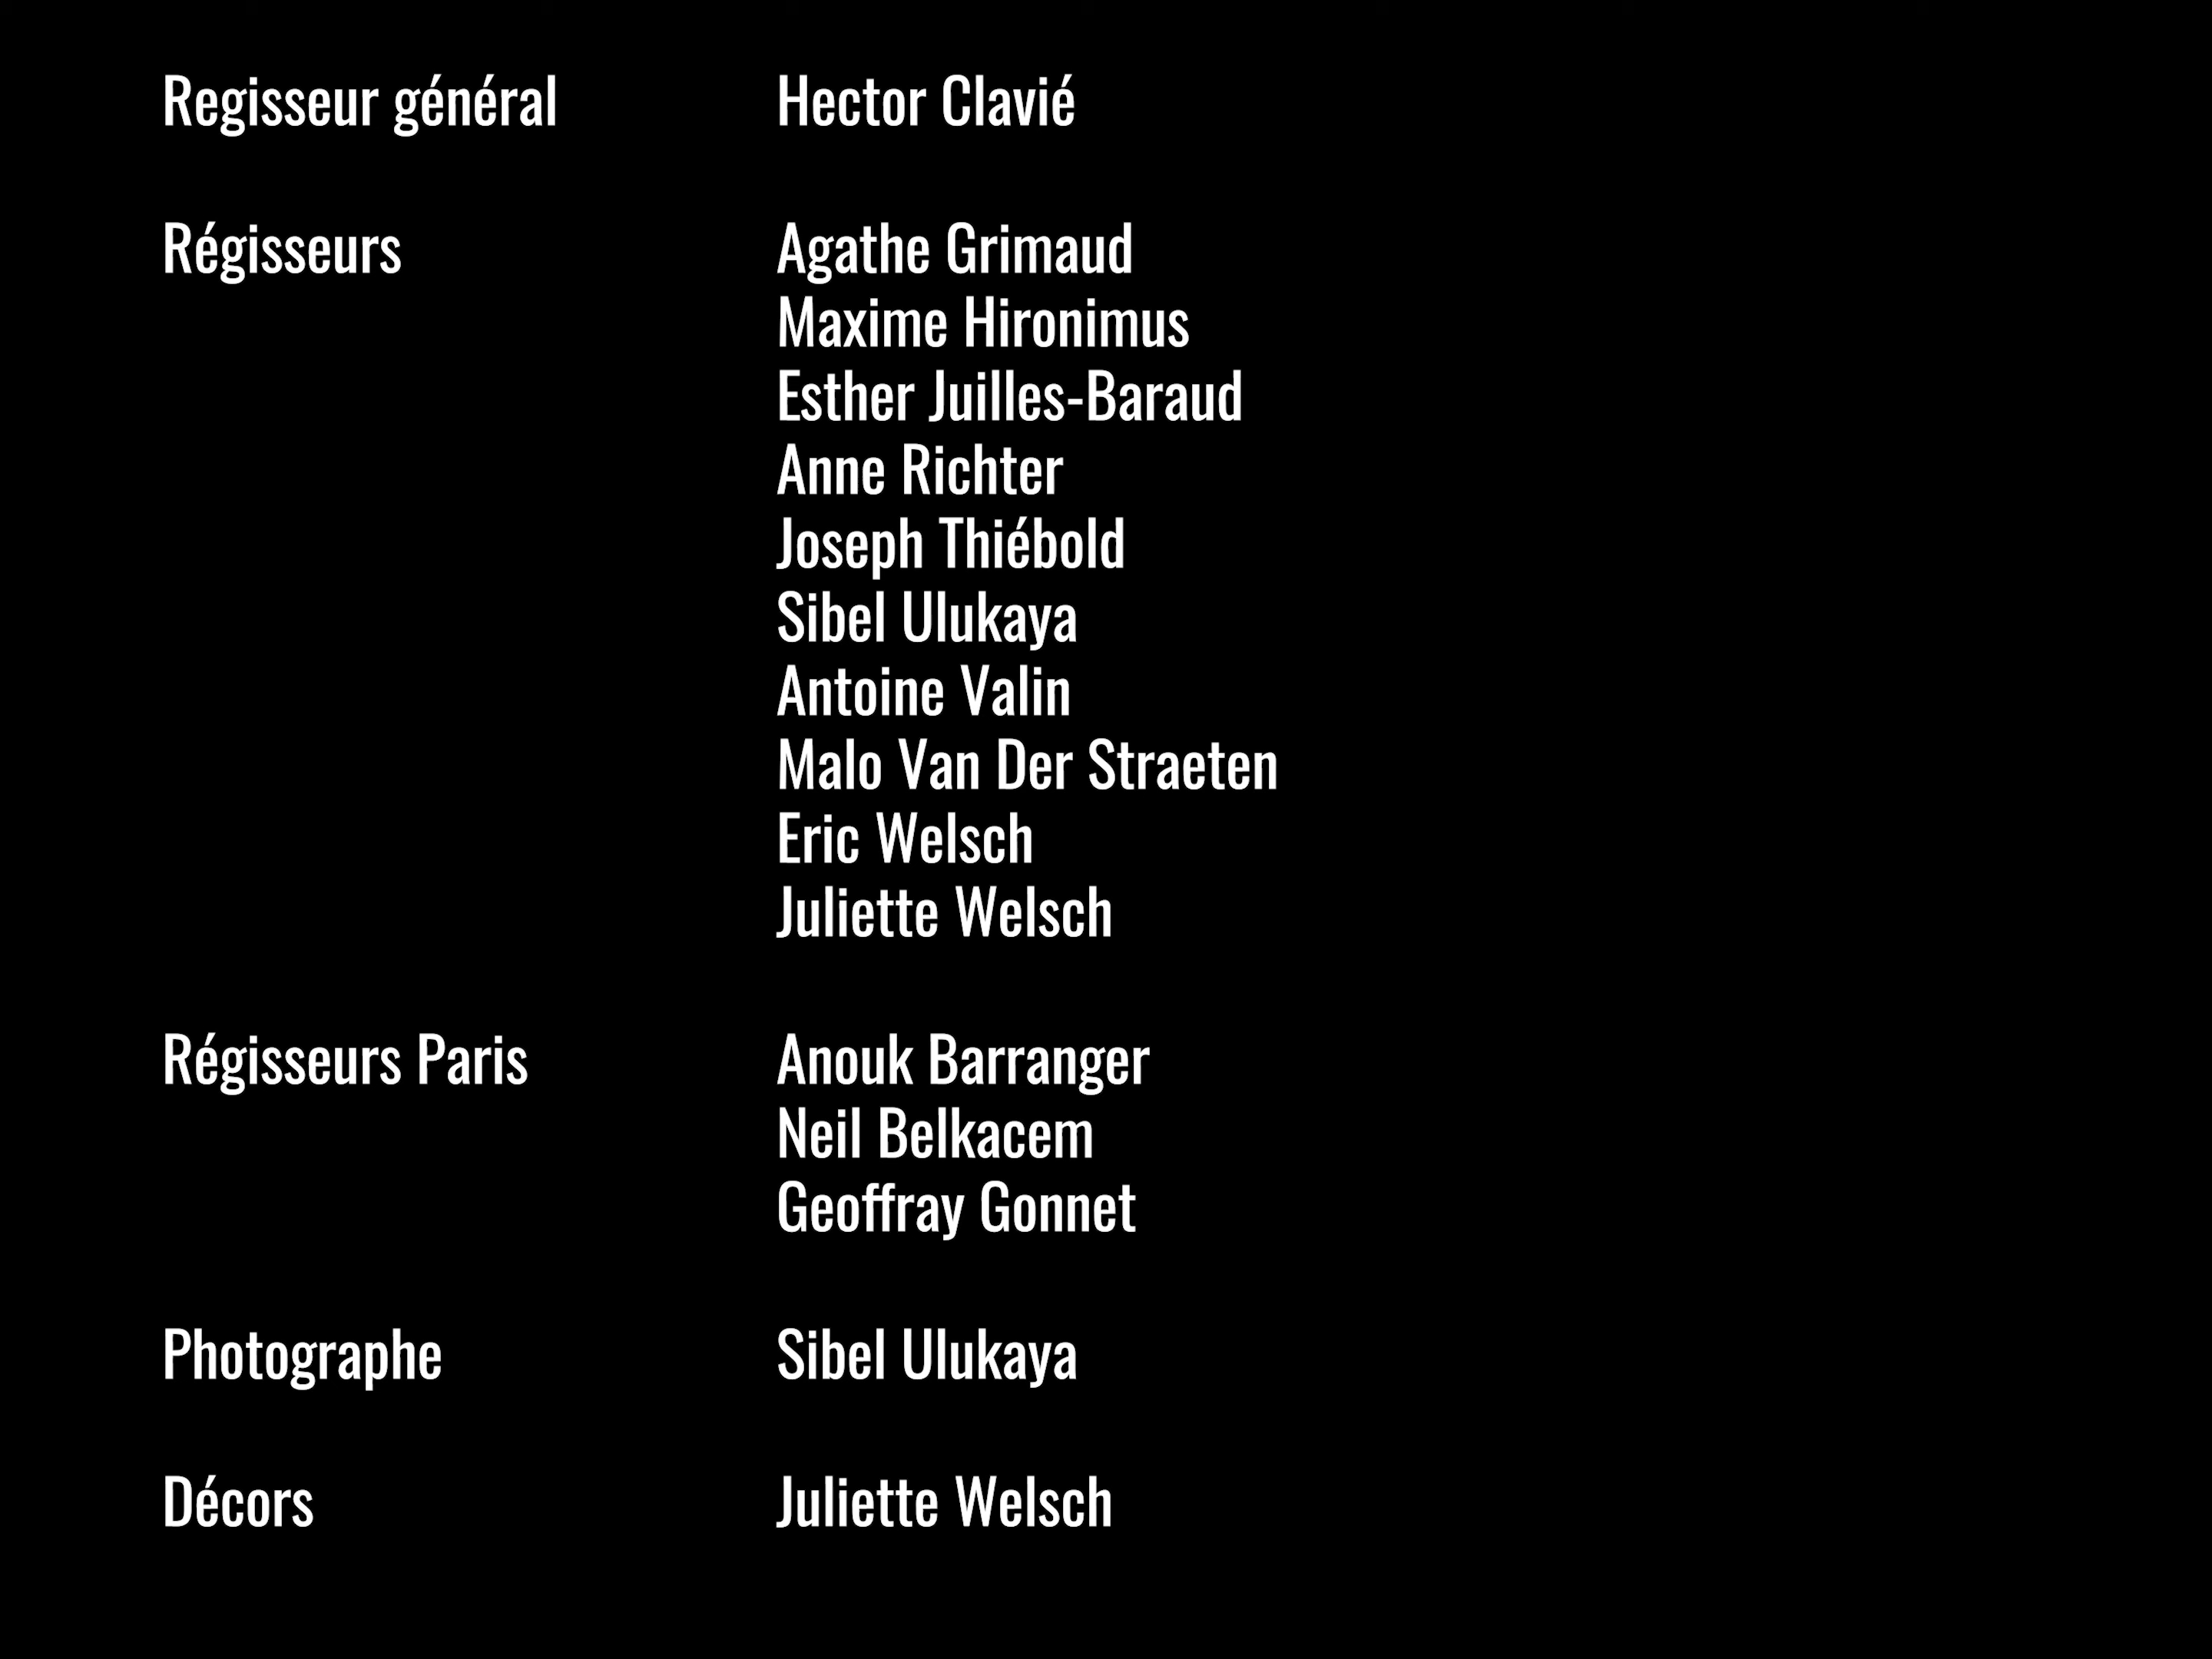 Regisseur général Hector Clavié
Régisseurs Agathe Grimaud
Maxime Hironimus
Esther Juilles-Baraud
Anne Richter
Joseph Thiébold
Sibel Ulukaya
Antoine Valin
Malo Van Der Straeten
Eric Welsch
Juliette Welsch
Régisseurs Paris Anouk Barranger
Neil Belkacem
Geoffray Gonnet
Photographe Sibel Ulukaya
Décors Juliette Welsch